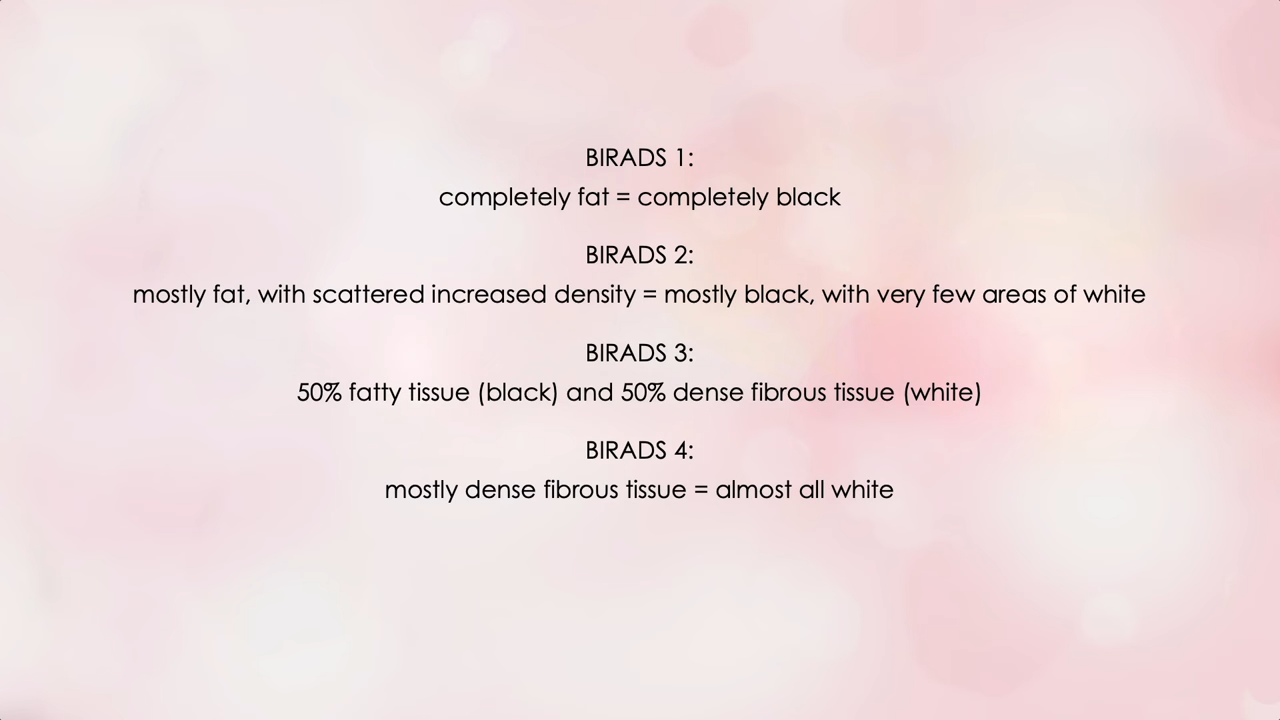 BIRADS 1:
completely fat = completely black
BIRADS 2:
mostly fat, with scattered increased density = mostly black, with very few areas of white
BIRADS 3:
50% fatty tissue (black) and 50% dense fibrous tissue (white)
BIRADS 4:
mostly dense fibrous tissue = almost all white